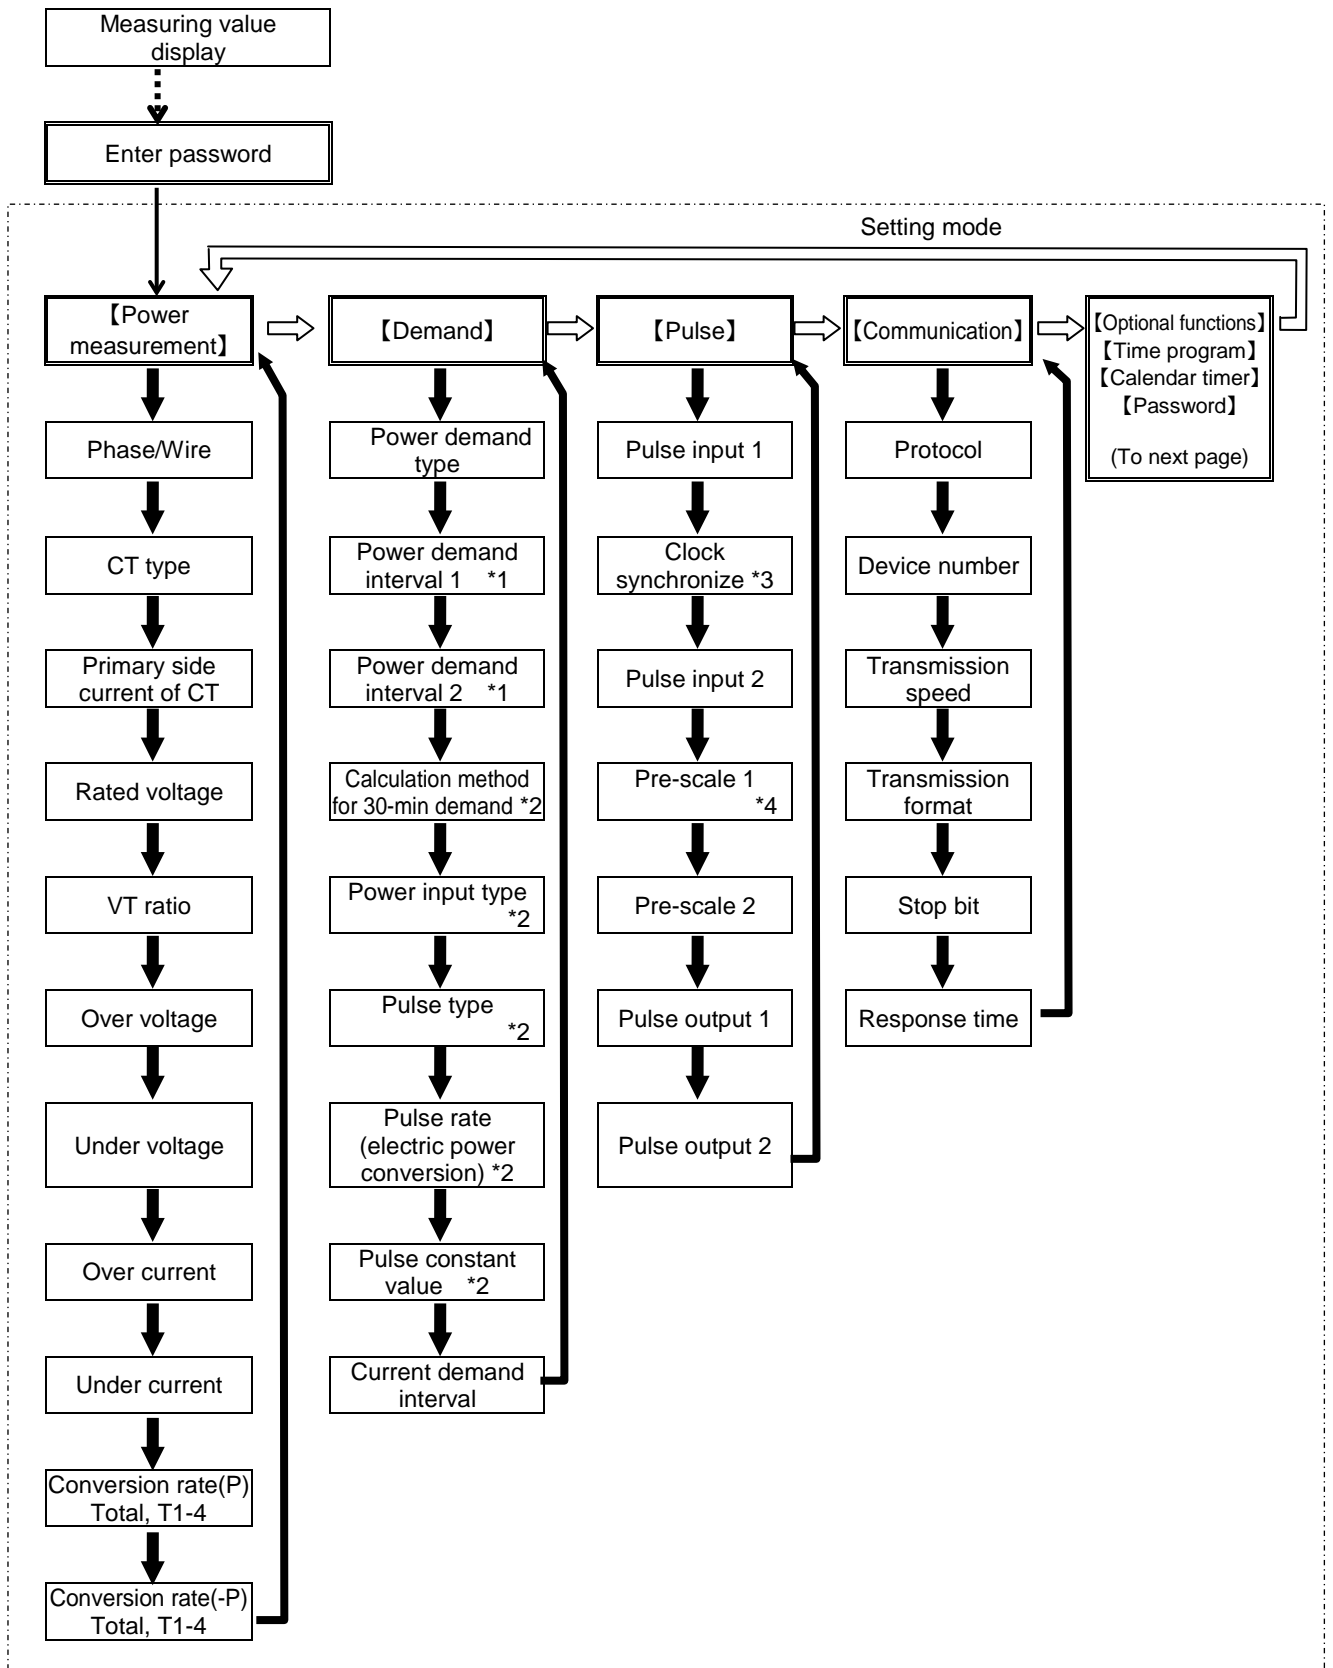 Measuring value
display
Enter password
Setting mode
【Power
measurement】
Phase/Wire
CT type
Primary side
current of CT
Rated voltage
VT ratio
Over voltage
Under voltage
Over current
Under current
Conversion rate(P)
Total, T1-4
Conversion rate(-P)
Total, T1-4
【Demand】
Power demand
type
Power demand
interval 1 *1
Power demand
interval 2 *1
Calculation method
for 30-min demand *2
Power input type
*2
Pulse type
*2
Pulse rate
(electric power
conversion) *2
Pulse constant
value *2
Current demand
interval
【Pulse】
Pulse input 1
Clock
synchronize *3
Pulse input 2
Pre-scale 1
*4
Pre-scale 2
Pulse output 1
Pulse output 2
【Communication】
Protocol
Device number
Transmission
speed
Transmission
format
Stop bit
Response time
【Optional functions】
【Time program】
【Calendar timer】
【Password】
(To next page)